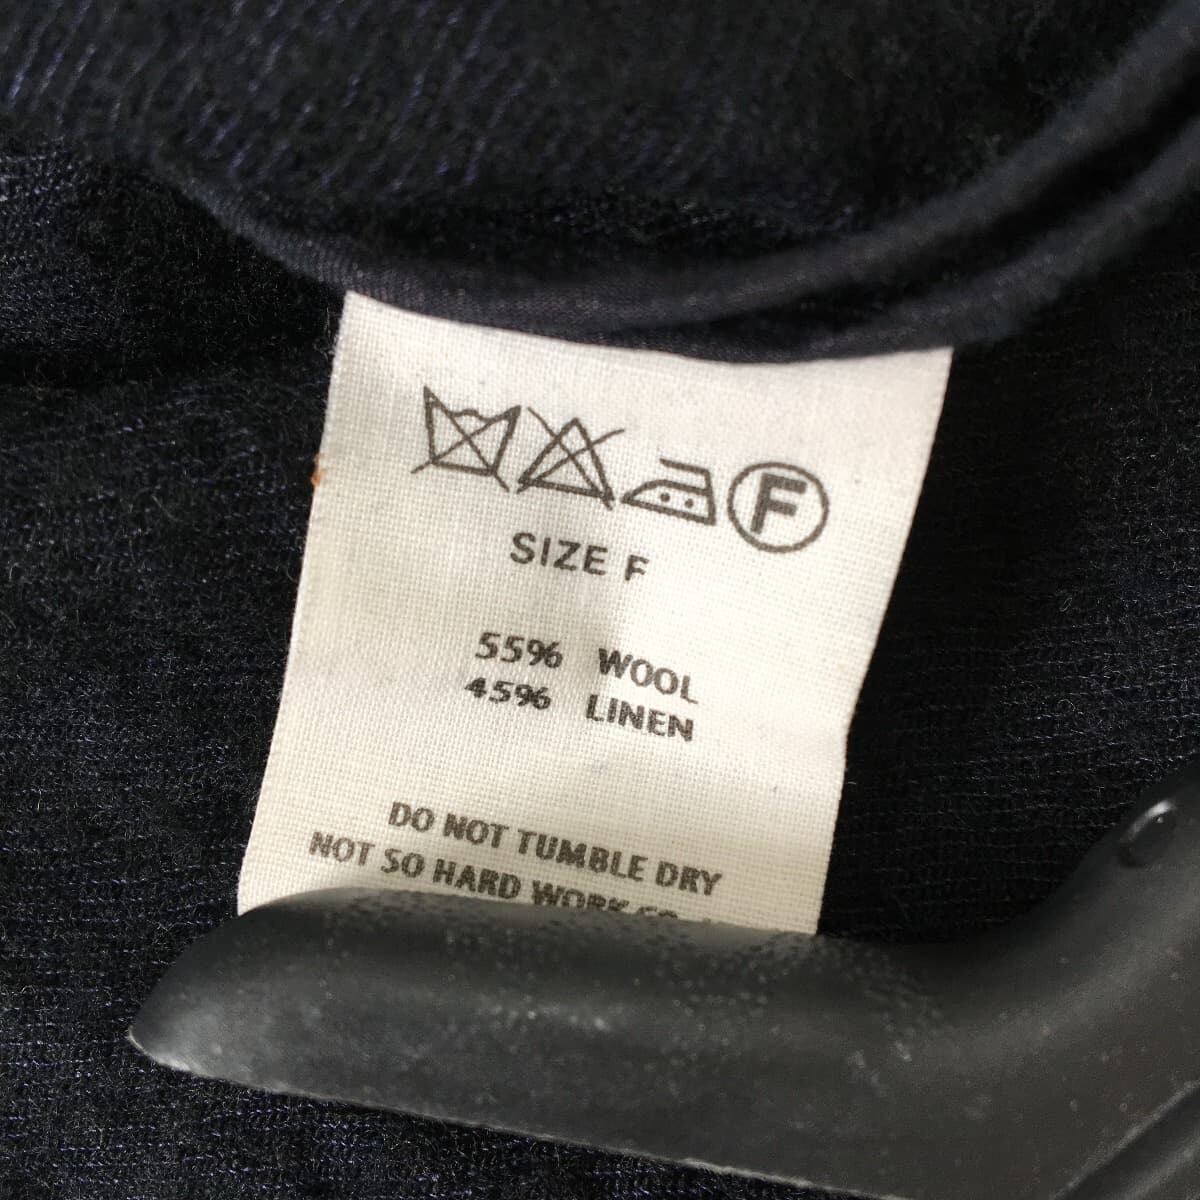 F
SIZE F
55% WOOL
45% LINEN
DO NOT TUMBLE DRY
NOT SO HARD WORK